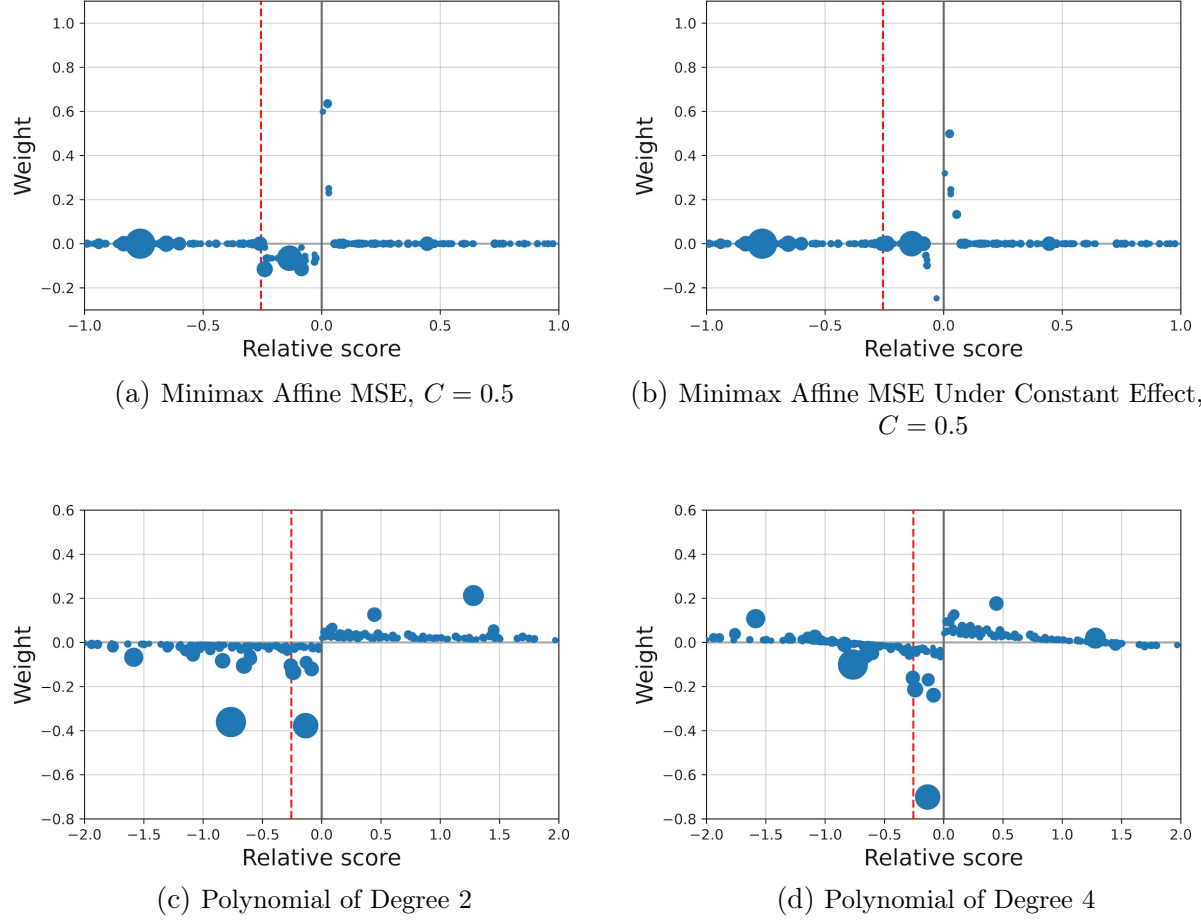 1.0
0.8
0.6
0.4
0.2
0.0
−0.2
Weight
−1.0 −0.5 0.0 0.5 1.0
Relative score
(a) Minimax Affine MSE, C = 0.5
1.0
0.8
0.6
0.4
0.2
0.0
−0.2
Weight
−1.0 −0.5 0.0 0.5 1.0
Relative score
(b) Minimax Affine MSE Under Constant Effect,
C = 0.5
0.6
0.4
0.2
0.0
−0.2
−0.4
−0.6
−0.8
Weight
−2.0 −1.5 −1.0 −0.5 0.0 0.5 1.0 1.5 2.0
Relative score
(c) Polynomial of Degree 2
0.6
0.4
0.2
0.0
−0.2
−0.4
−0.6
−0.8
Weight
−2.0 −1.5 −1.0 −0.5 0.0 0.5 1.0 1.5 2.0
Relative score
(d) Polynomial of Degree 4